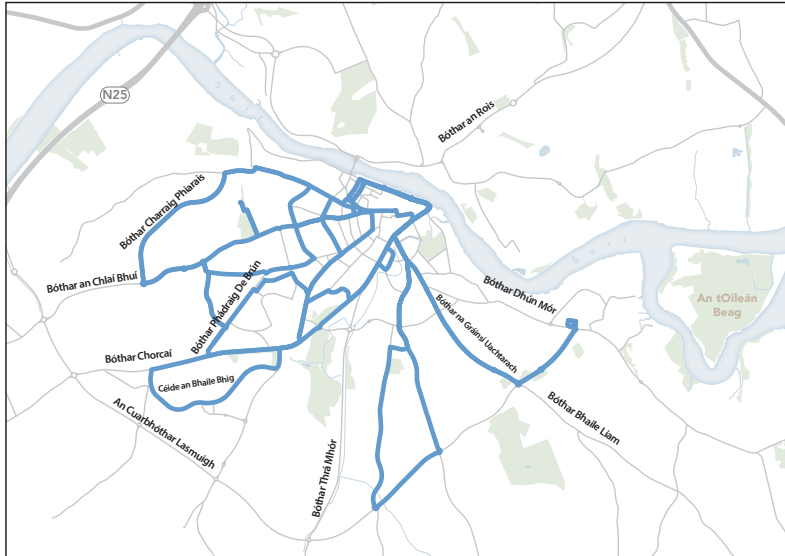 Suir
N25
Bóthar an Rois
Bóthar Charraig Phiarais
Bóthar an Chlaí Bhuí
Bóthar Phádraig De Brún
Suir
Bóthar Dhún Mór
An tOileán
Beag
Bóthar na Gráinsí Uachtarach
Bóthar Chorcaí
Céide an Bhaile Bhig
Bóthar Bhaile Liam
An Cuarbhóthar Lasmuigh
Bóthar Thrá Mhór